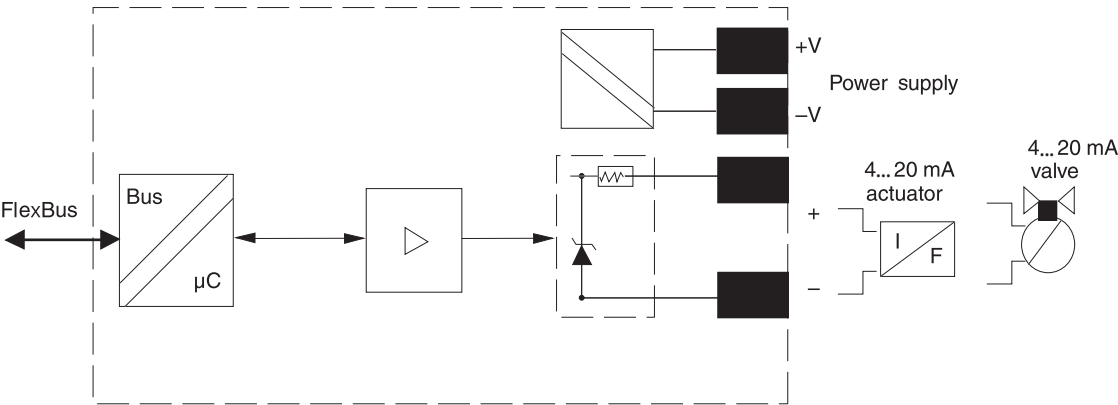 +V
Power supply
–V
4... 20 mA
valve
4... 20 mA
actuator
FlexBus
Bus
µC
+
–
I
F